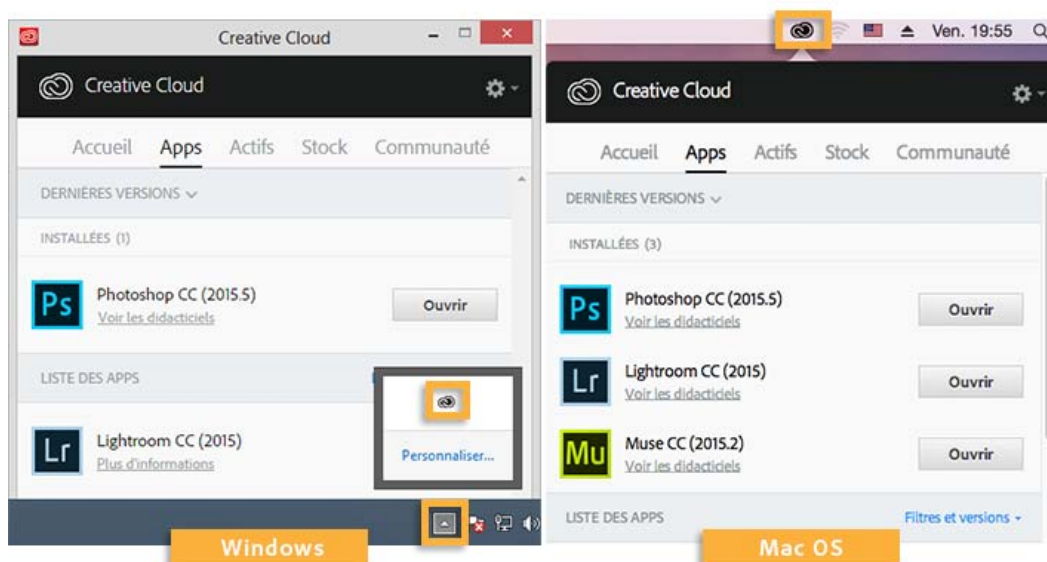 Creative Cloud
Creative Cloud
Accueil Apps Actifs Stock Communauté
DERNIÈRES VERSIONS
INSTALLÉES (1)
Ps Photoshop CC (2015.5)
Voir les didacticiels
Ouvrir
LISTE DES APPS
Lr Lightroom CC (2015)
Plus d'informations
Personnaliser...
Windows
Ven. 19:55
Creative Cloud
Accueil Apps Actifs Stock Communauté
DERNIÈRES VERSIONS
INSTALLÉES (3)
Ps Photoshop CC (2015.5)
Voir les didacticiels
Ouvrir
Lr Lightroom CC (2015)
Voir les didacticiels
Ouvrir
Mu Muse CC (2015.2)
Voir les didacticiels
Ouvrir
LISTE DES APPS Filtres et versions
Mac OS